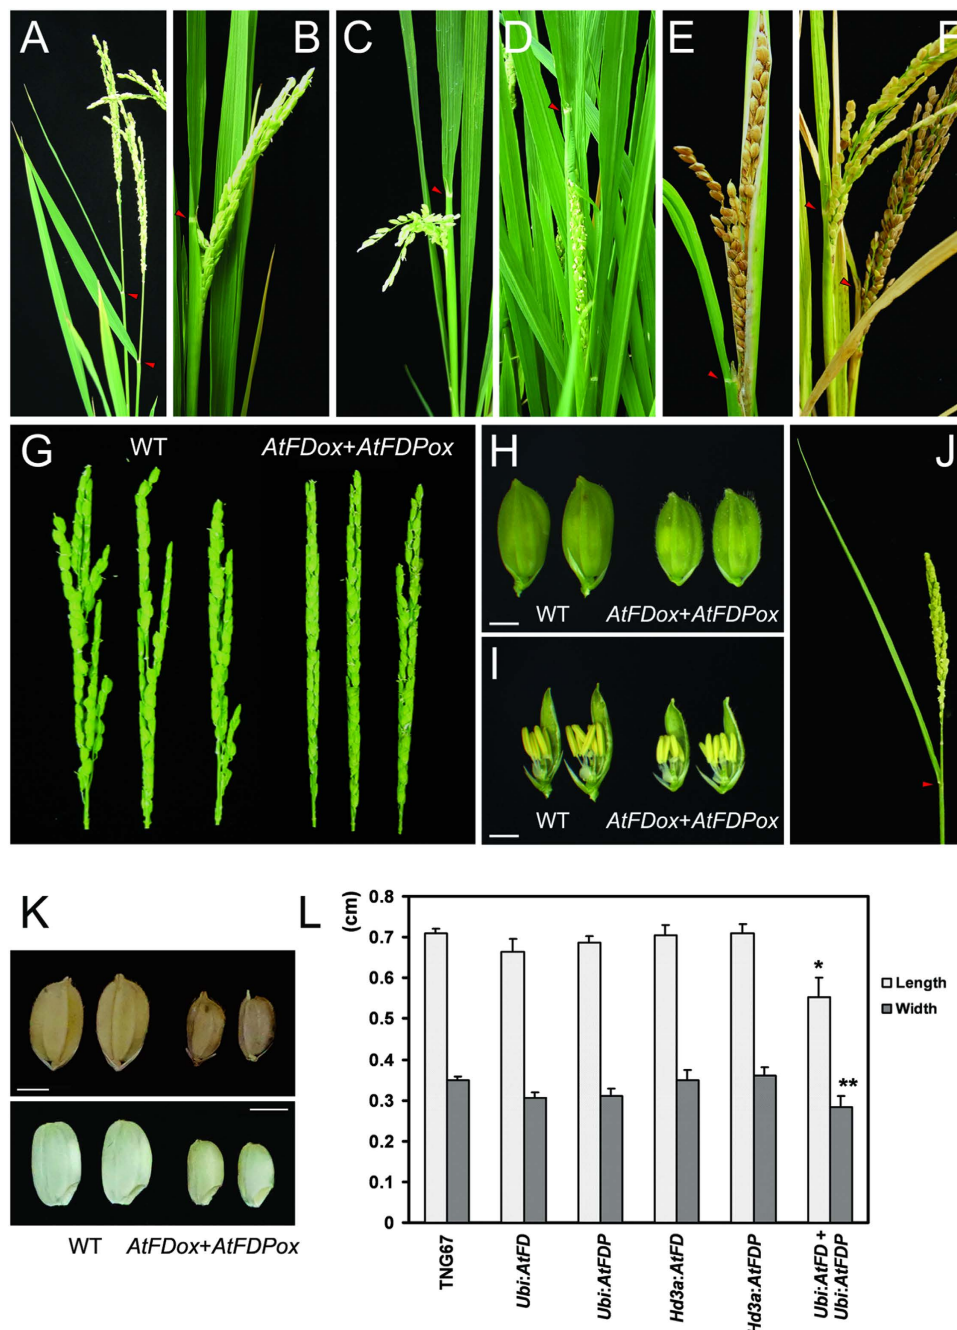 A
B
C
D
E
F
G
WT
AtFDox+AtFDPox
H
WT
AtFDox+AtFDPox
I
WT
AtFDox+AtFDPox
J
K
WT
AtFDox+AtFDPox
L
(cm)
0.8
0.7
0.6
0.5
0.4
0.3
0.2
0.1
0
*
**
Length
Width
TNG67
Ubi:AtFD
Ubi:AtFDP
Hd3a:AtFD
Hd3a:AtFDP
Ubi:AtFD +
Ubi:AtFDP